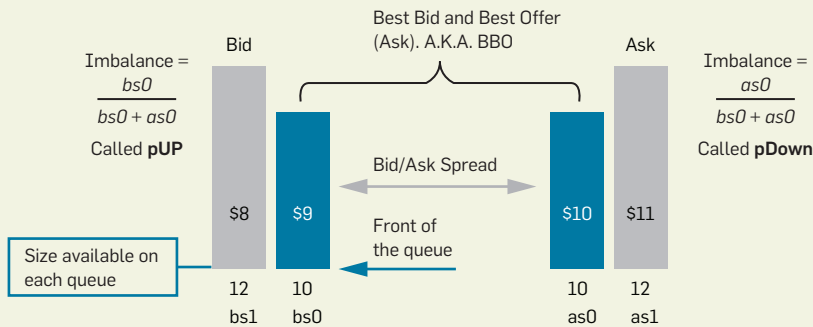 Best Bid and Best Offer
(Ask). A.K.A. BBO
Bid
Ask
Imbalance =
bs0
bs0 + as0
Called pUP
Imbalance =
as0
bs0 + as0
Called pDown
Bid/Ask Spread
$8
$9
$10
$11
Front of
the queue
Size available on
each queue
12
bs1
10
bs0
10
as0
12
as1